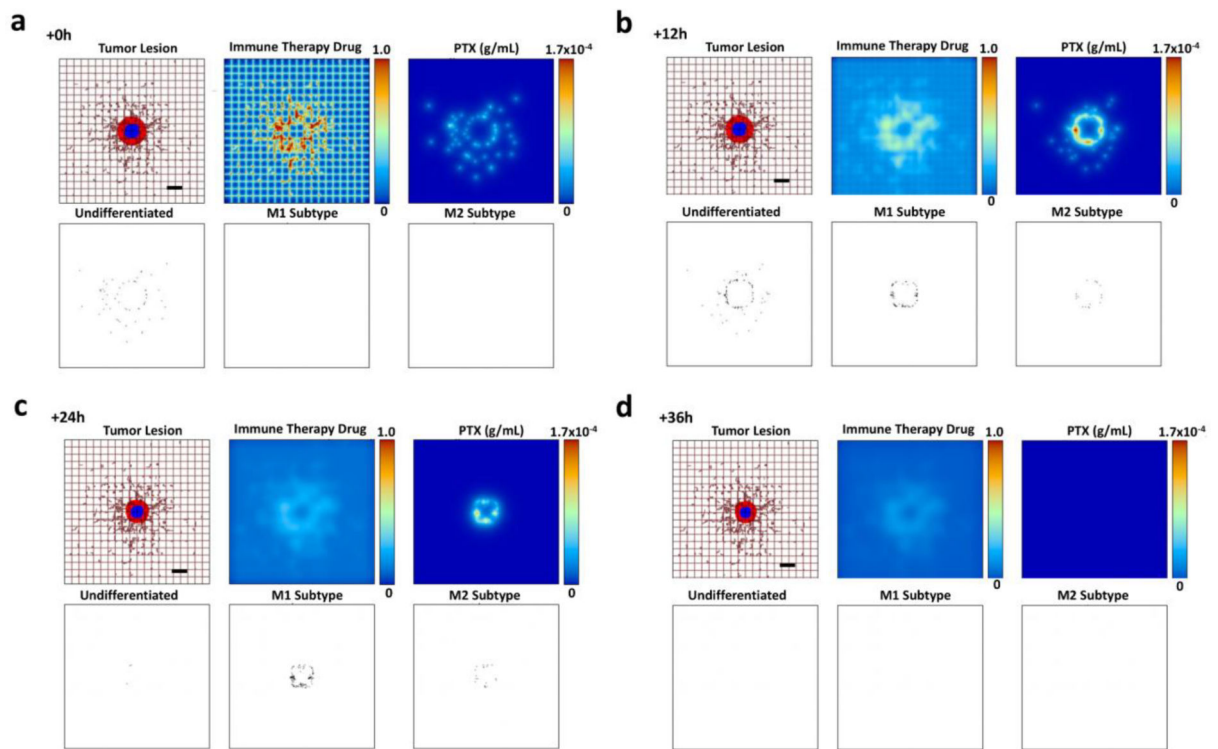 a
+0h
Tumor Lesion Immune Therapy Drug 1.0 PTX (g/mL) 1.7x10⁻⁴
0 0
Undifferentiated M1 Subtype M2 Subtype
b
+12h
Tumor Lesion Immune Therapy Drug 1.0 PTX (g/mL) 1.7x10⁻⁴
0 0
Undifferentiated M1 Subtype M2 Subtype
c
+24h
Tumor Lesion Immune Therapy Drug 1.0 PTX (g/mL) 1.7x10⁻⁴
0 0
Undifferentiated M1 Subtype M2 Subtype
d
+36h
Tumor Lesion Immune Therapy Drug 1.0 PTX (g/mL) 1.7x10⁻⁴
0 0
Undifferentiated M1 Subtype M2 Subtype